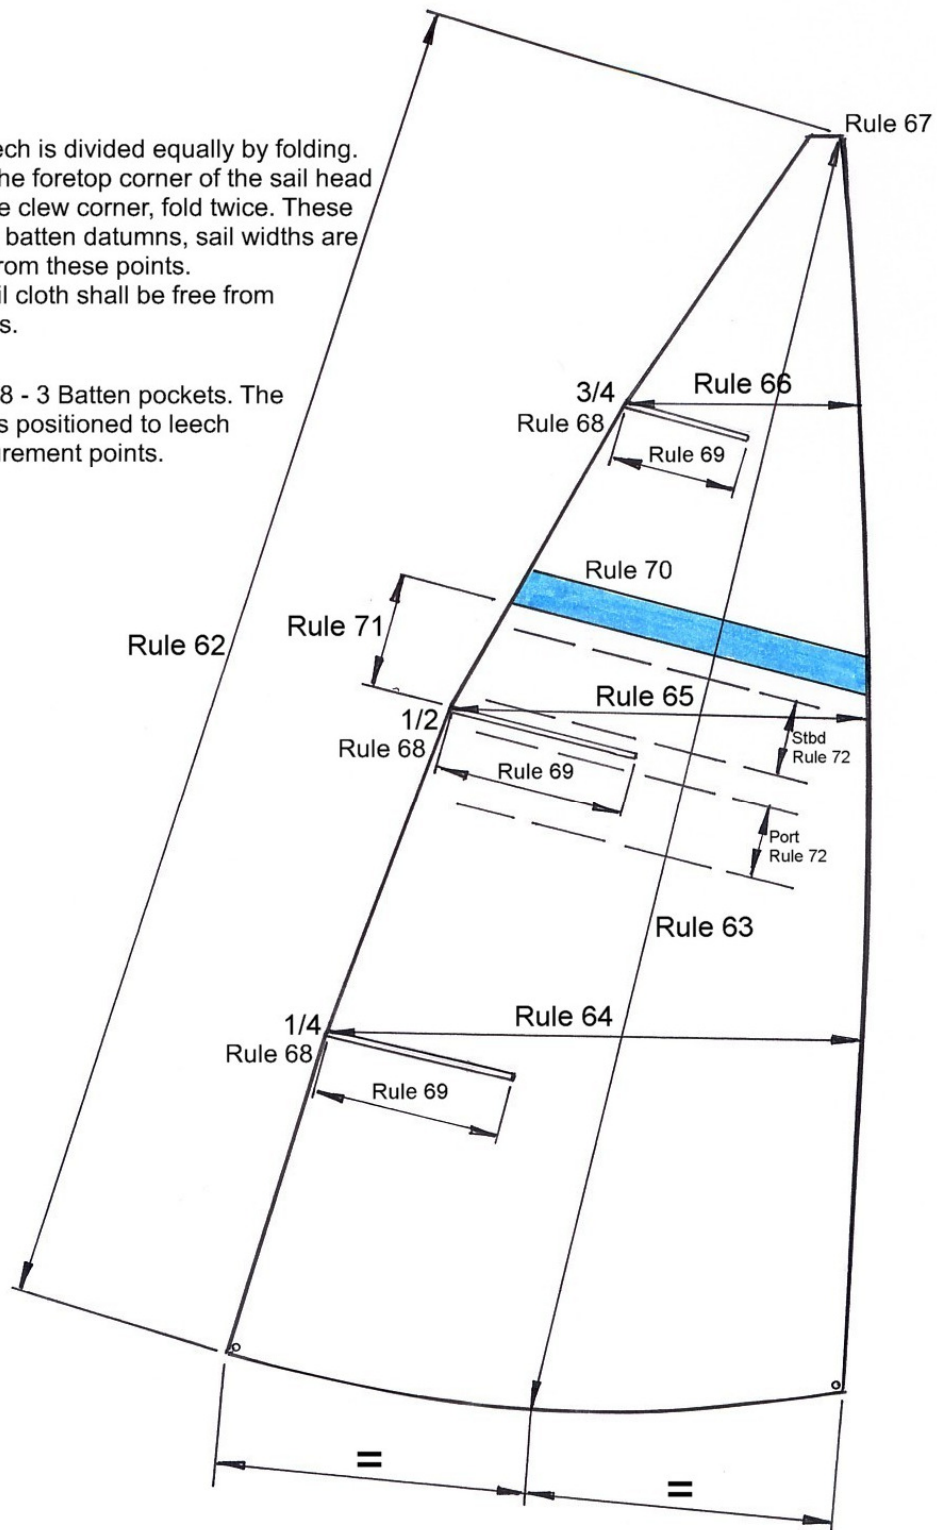 Rule 67
ech is divided equally by folding.
he foretop corner of the sail head
e clew corner, fold twice. These
batten datumns, sail widths are
rom these points.
il cloth shall be free from
s.
8 - 3 Batten pockets. The
s positioned to leech
urement points.
3/4
Rule 66
Rule 68
Rule 69
Rule 70
Rule 71
Rule 62
Rule 65
1/2
Rule 68
Stbd
Rule 72
Rule 69
Port
Rule 72
Rule 63
1/4
Rule 64
Rule 68
Rule 69
=
=